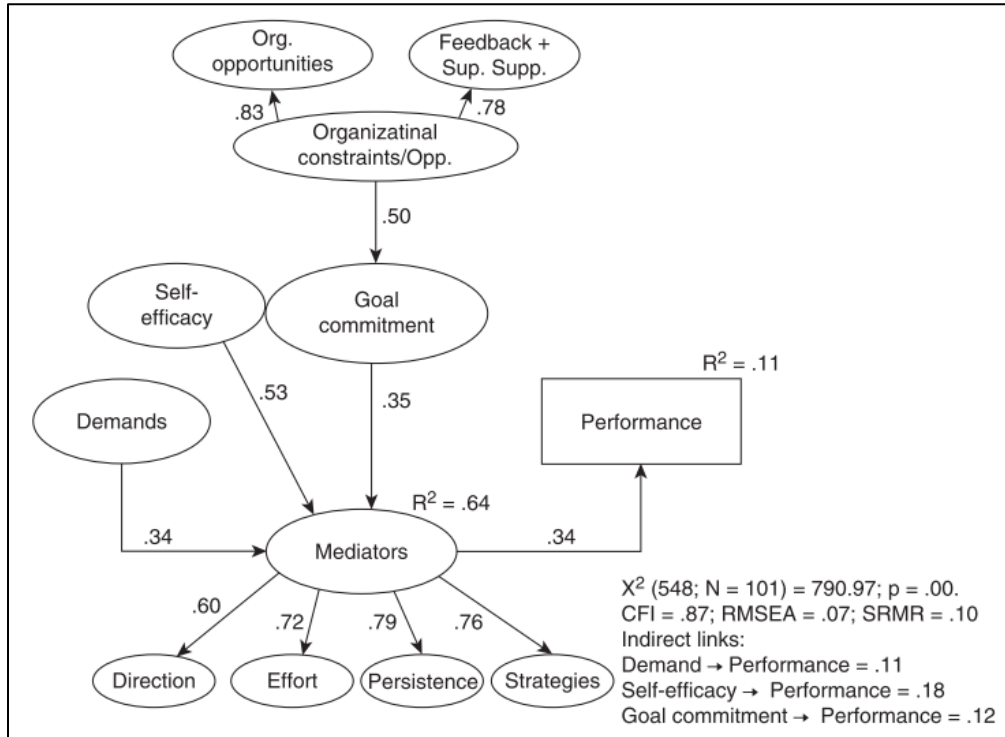 Org.
opportunities
Feedback +
Sup. Supp.
.83
.78
Organizatinal
constraints/Opp.
.50
Self-
efficacy
Goal
commitment
.53
.35
R² = .11
Demands
Performance
R² = .64
.34
Mediators
.34
.60
.72
.79
.76
Direction
Effort
Persistence
Strategies
X² (548; N = 101) = 790.97; p = .00.
CFI = .87; RMSEA = .07; SRMR = .10
Indirect links:
Demand → Performance = .11
Self-efficacy → Performance = .18
Goal commitment → Performance = .12